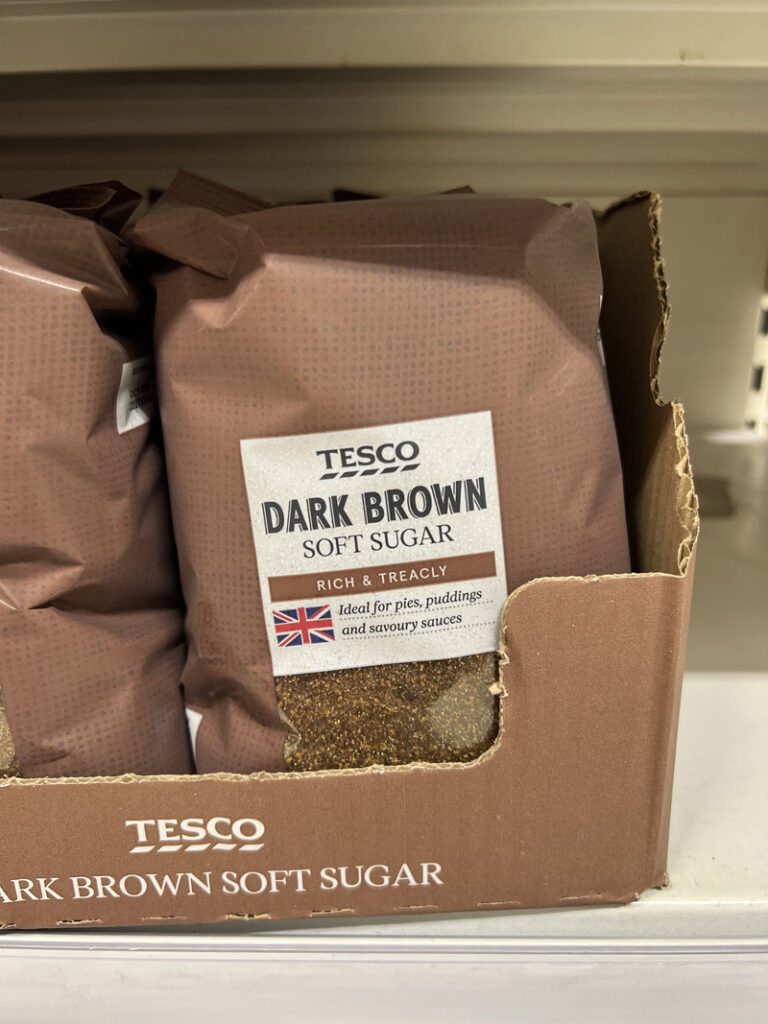 TESCO
DARK BROWN
SOFT SUGAR
RICH & TREACLY
Ideal for pies, puddings
and savoury sauces
TESCO
ARK BROWN SOFT SUGAR